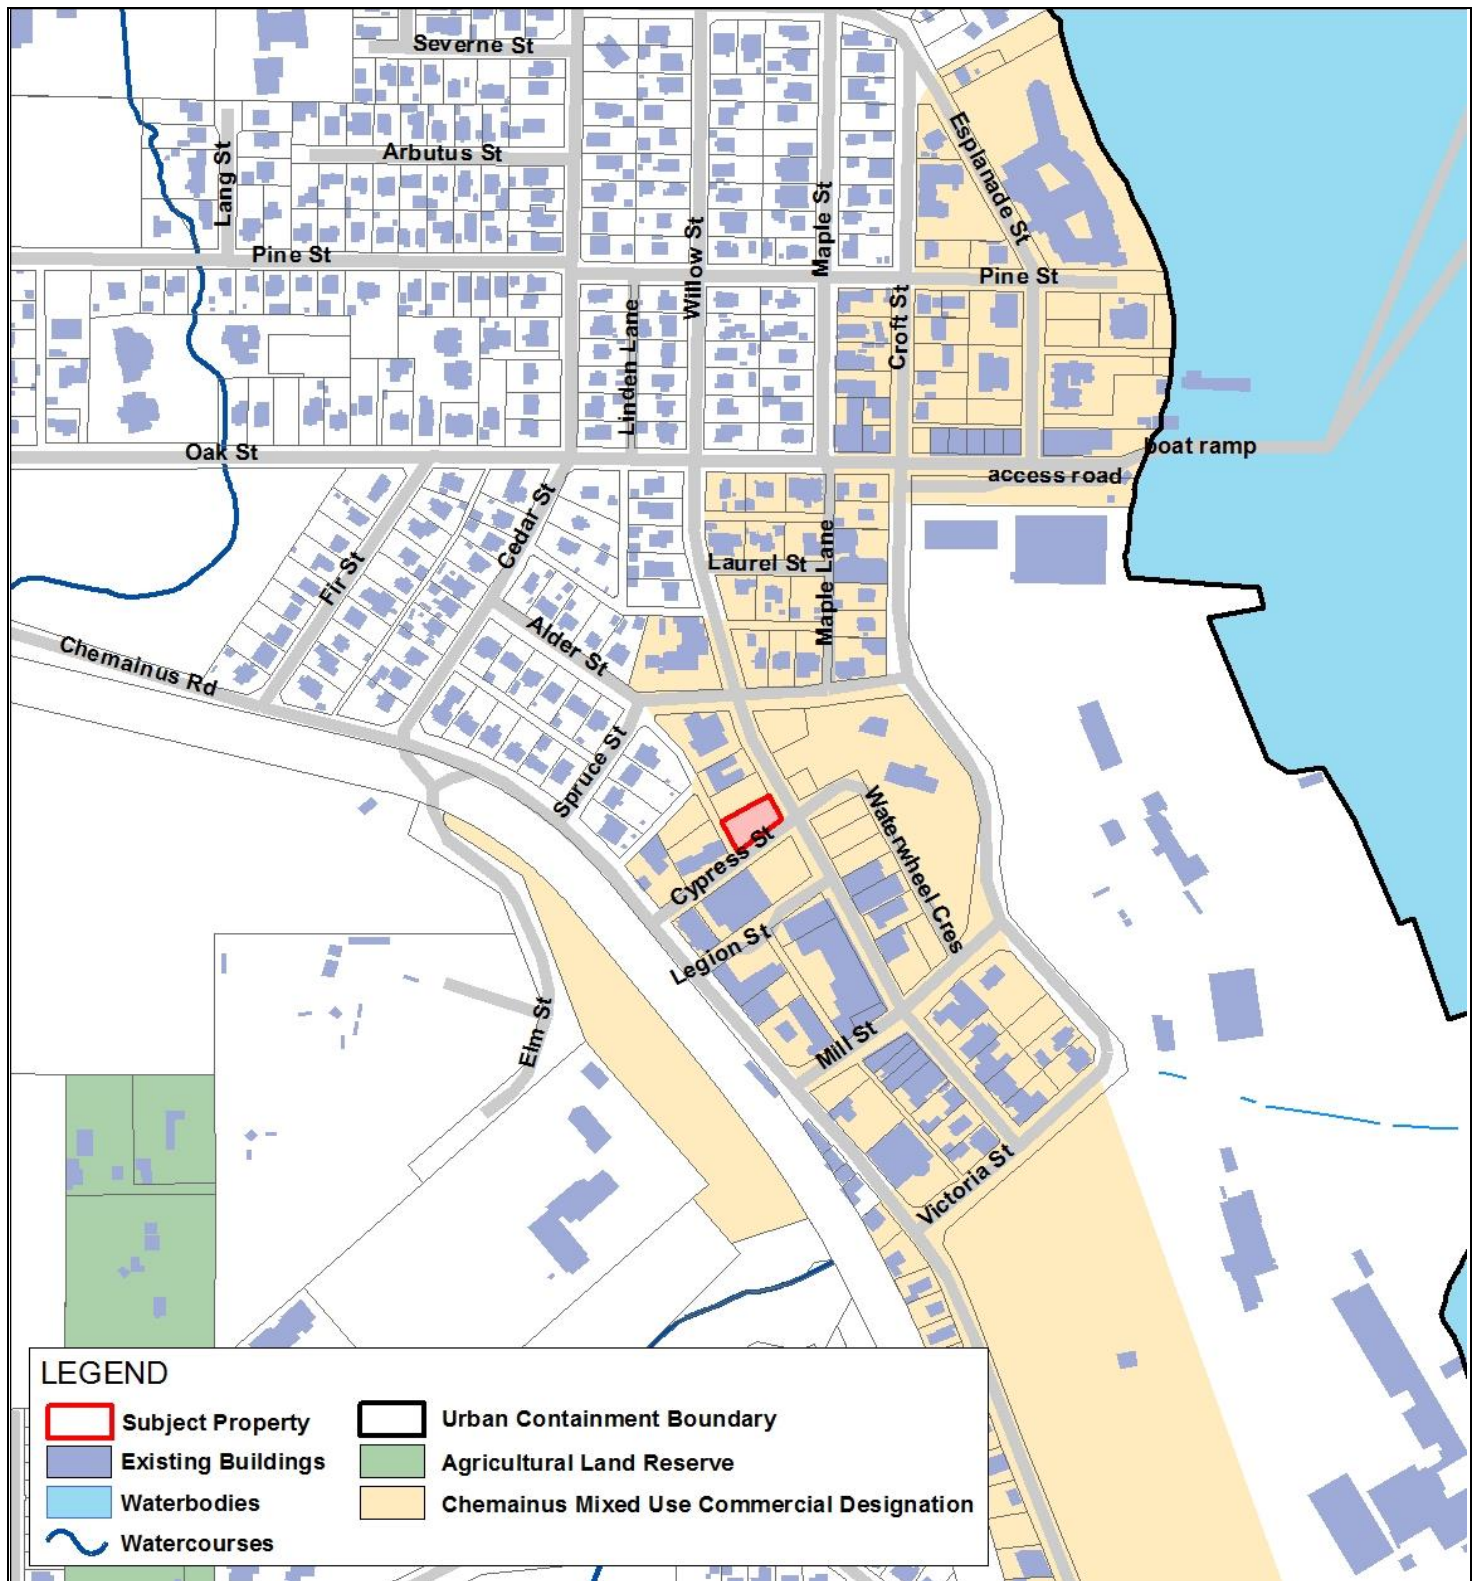 Severne St
Esplanade St
Arbutus St
Lang St
Maple St
Willow St
Pine St
Pine St
Croft St
Linden Lane
Oak St
boat ramp
access road
Cedar St
Maple Lane
Laurel St
Fir St
Alder St
Chemainus Rd
Spruce St
Waterwheel Cres
Cypress St
Legion St
Elm St
Mill St
Victoria St
LEGEND
Subject Property
Existing Buildings
Waterbodies
Watercourses
Urban Containment Boundary
Agricultural Land Reserve
Chemainus Mixed Use Commercial Designation